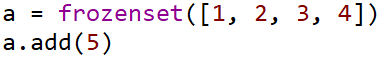 a = frozenset([1, 2, 3, 4])
a.add(5)